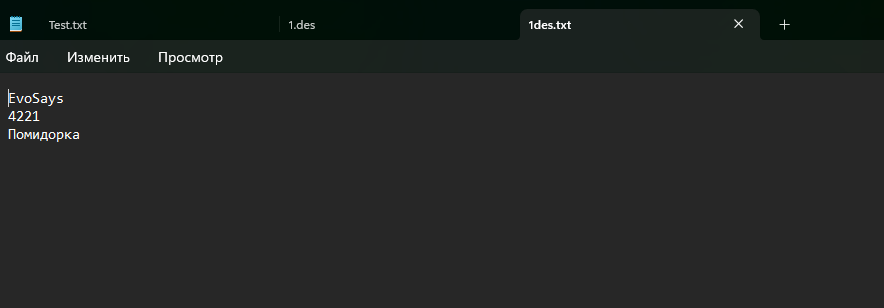 Test.txt 1.des 1des.txt
Файл Изменить Просмотр
EvoSays
4221
Помидорка